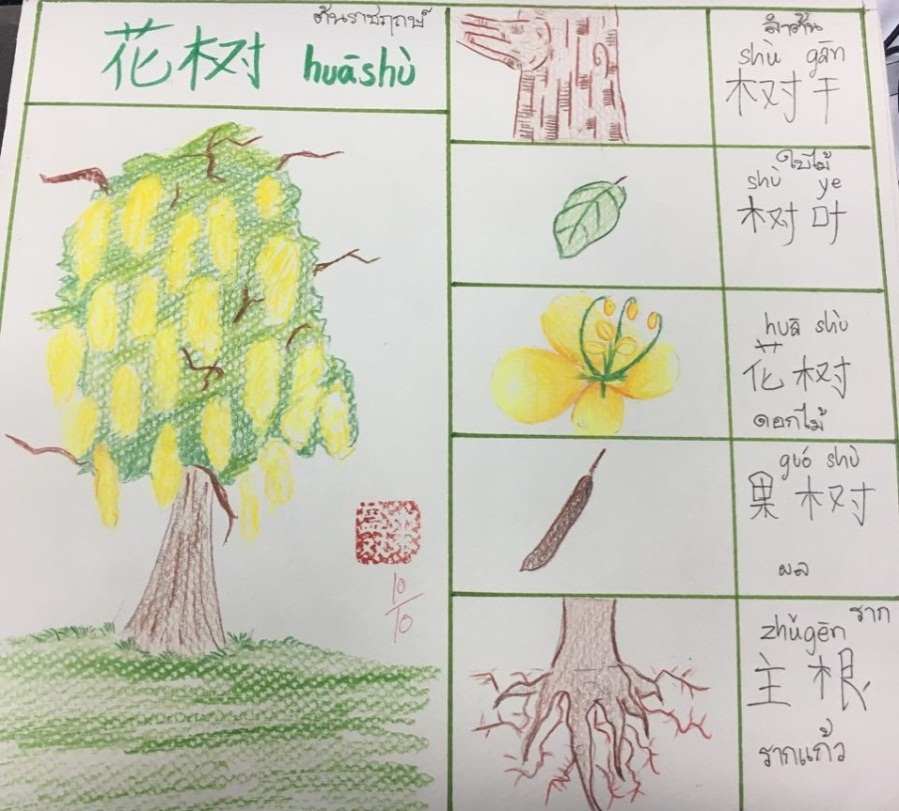 ต้นราชพฤกษ์
花树 huāshù
ลำต้น
shù gān
树干
ใบไม้
shù ye
树叶
huā shù
花树
ดอกไม้
guó shù
果树
ผล
10/10
ราก
zhǔgēn
主根
รากแก้ว